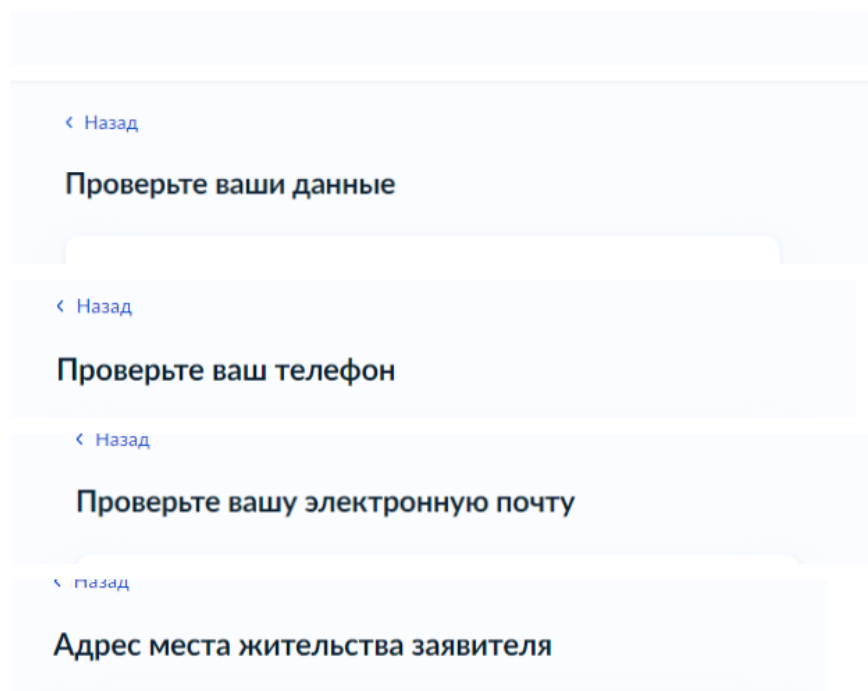 Назад
Проверьте ваши данные
Назад
Проверьте ваш телефон
Назад
Проверьте вашу электронную почту
Назад
Адрес места жительства заявителя